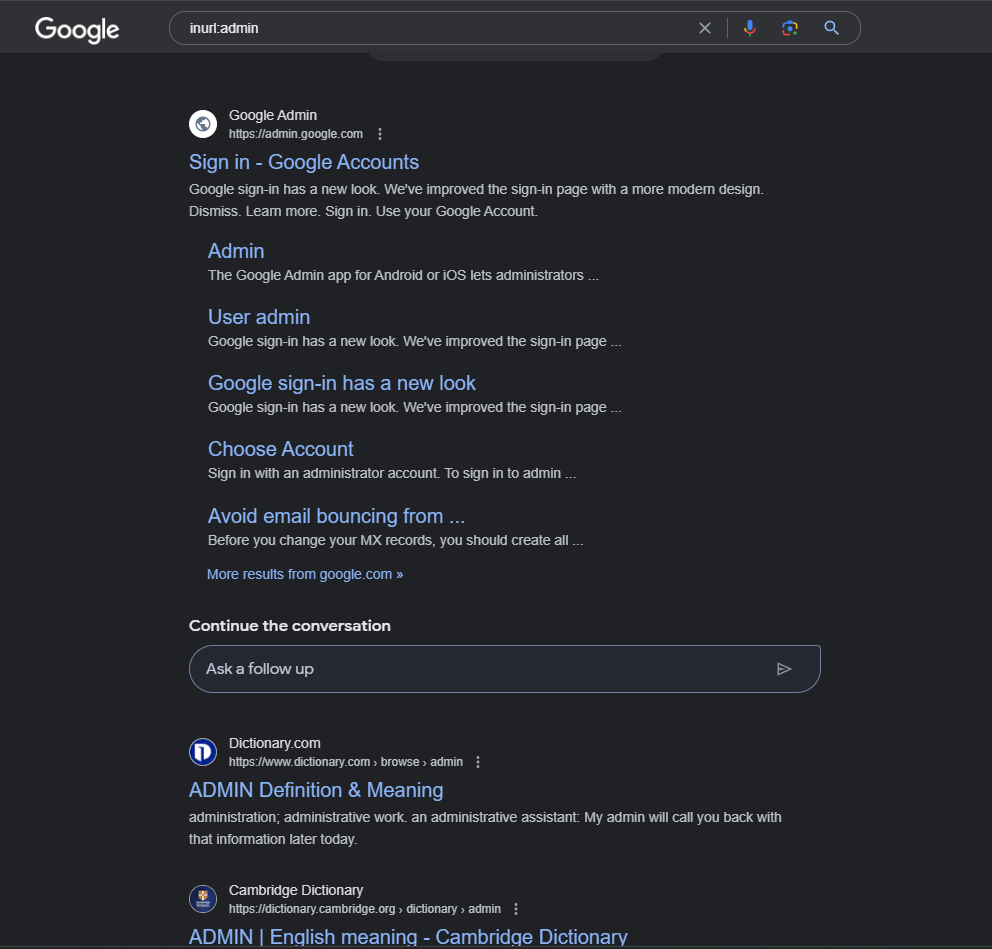 Google
inurl:admin
Google Admin
https://admin.google.com
Sign in - Google Accounts
Google sign-in has a new look. We've improved the sign-in page with a more modern design.
Dismiss. Learn more. Sign in. Use your Google Account.
Admin
The Google Admin app for Android or iOS lets administrators ...
User admin
Google sign-in has a new look. We've improved the sign-in page ...
Google sign-in has a new look
Google sign-in has a new look. We've improved the sign-in page ...
Choose Account
Sign in with an administrator account. To sign in to admin ...
Avoid email bouncing from ...
Before you change your MX records, you should create all ...
More results from google.com »
Continue the conversation
Ask a follow up
Dictionary.com
https://www.dictionary.com › browse › admin
ADMIN Definition & Meaning
administration; administrative work. an administrative assistant: My admin will call you back with
that information later today.
Cambridge Dictionary
https://dictionary.cambridge.org › dictionary › admin
ADMIN | English meaning - Cambridge Dictionary